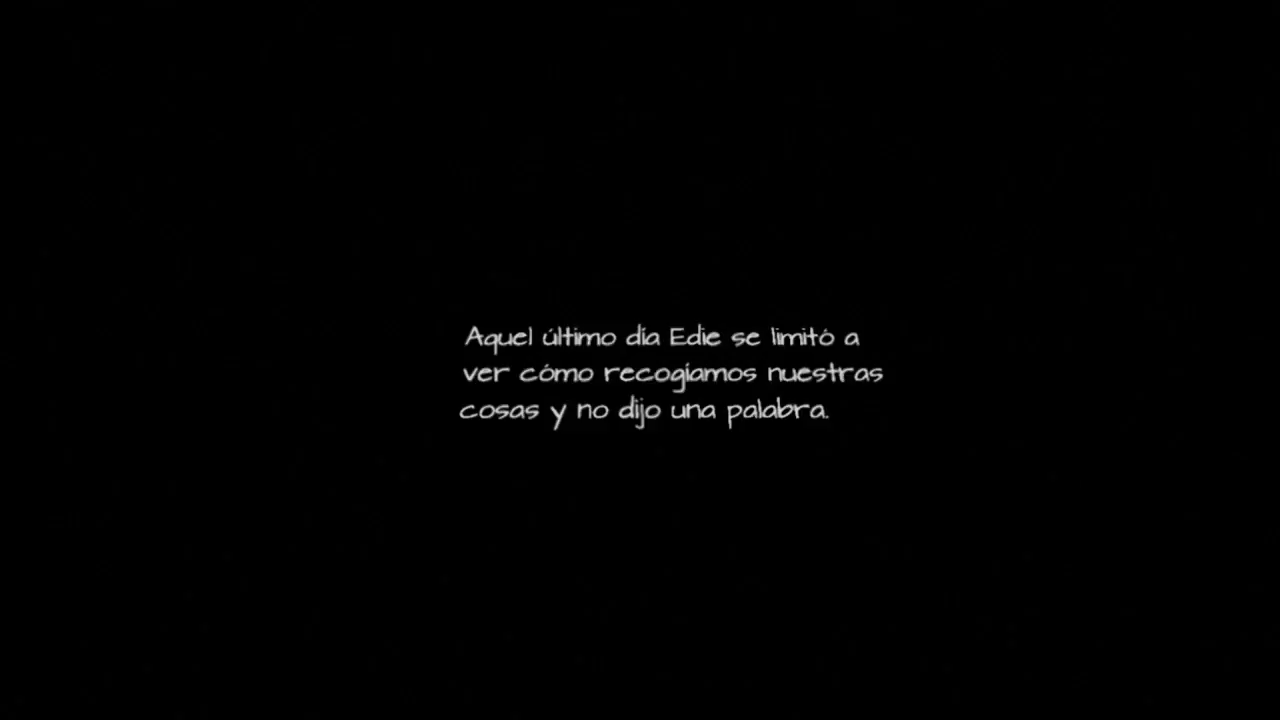 Aquel último día Edie se limitó a
ver cómo recogíamos nuestras
cosas y no dijo una palabra.